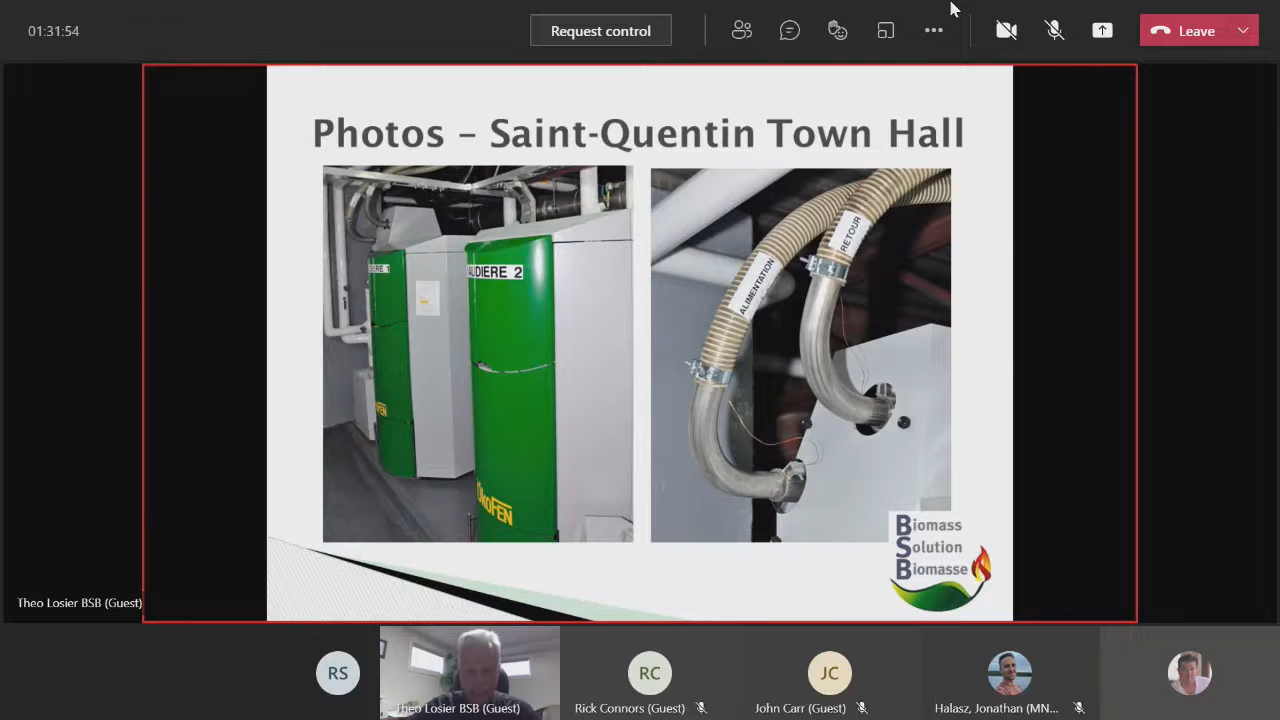 01:31:54
Request control
Leave
Photos – Saint-Quentin Town Hall
AUDIERE 2
ÖKOFEN
ALIMENTATION
RETOUR
Biomass
Solution
Biomasse
Theo Losier BSB (Guest)
RS
RC
JC
Theo Losier BSB (Guest)
Rick Connors (Guest)
John Carr (Guest)
Halasz, Jonathan (MN...